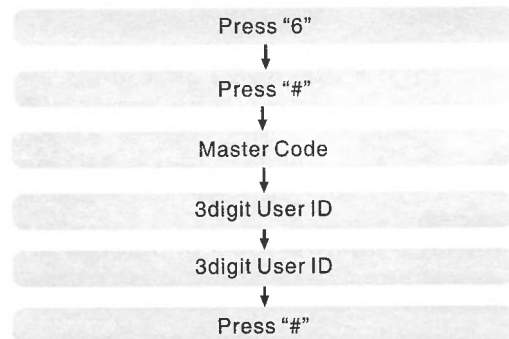 Press “6”
Press “#”
Master Code
3digit User ID
3digit User ID
Press “#”